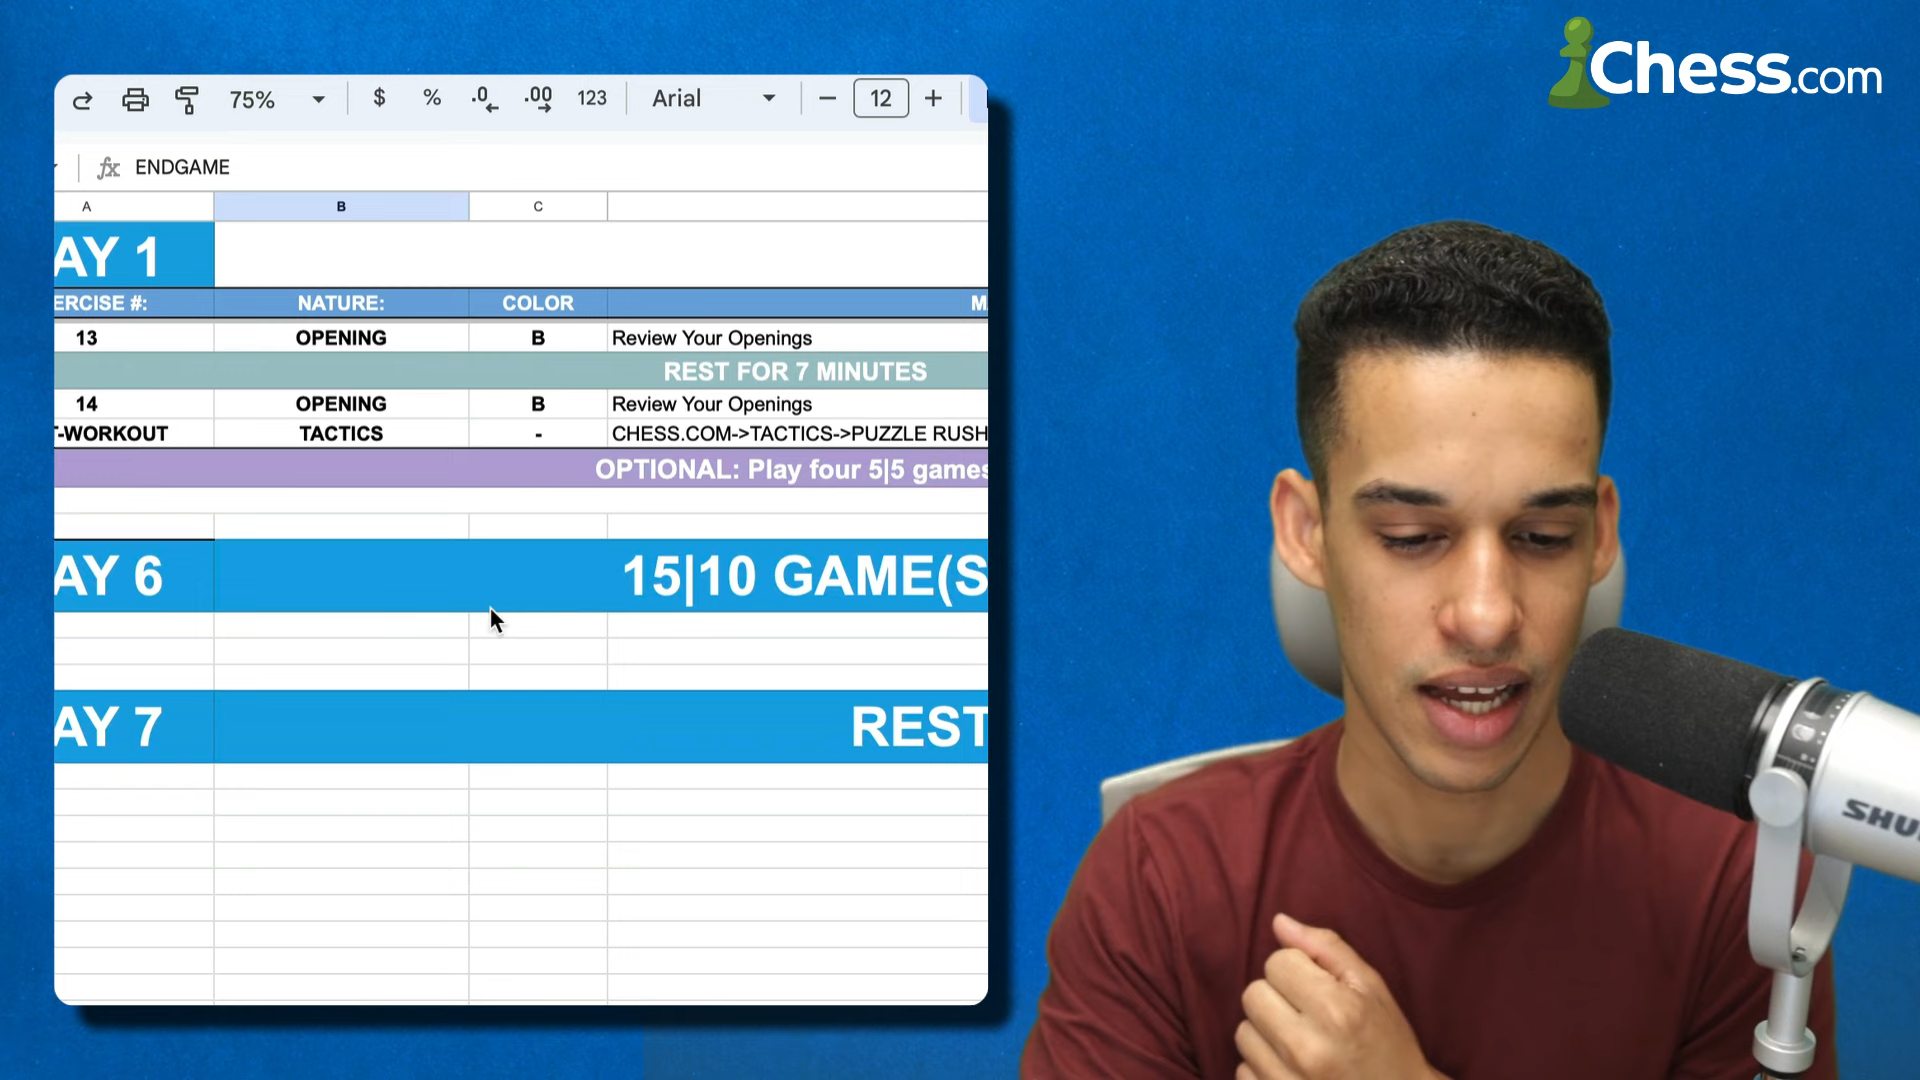 Chess.com
75% $ % .0 .00 123 Arial 12
fx ENDGAME
A B C
AY 1
ERCISE #: NATURE: COLOR M
13 OPENING B Review Your Openings
REST FOR 7 MINUTES
14 OPENING B Review Your Openings
T-WORKOUT TACTICS - CHESS.COM->TACTICS->PUZZLE RUSH
OPTIONAL: Play four 5|5 games
AY 6 15|10 GAME(S
AY 7 REST
SHU